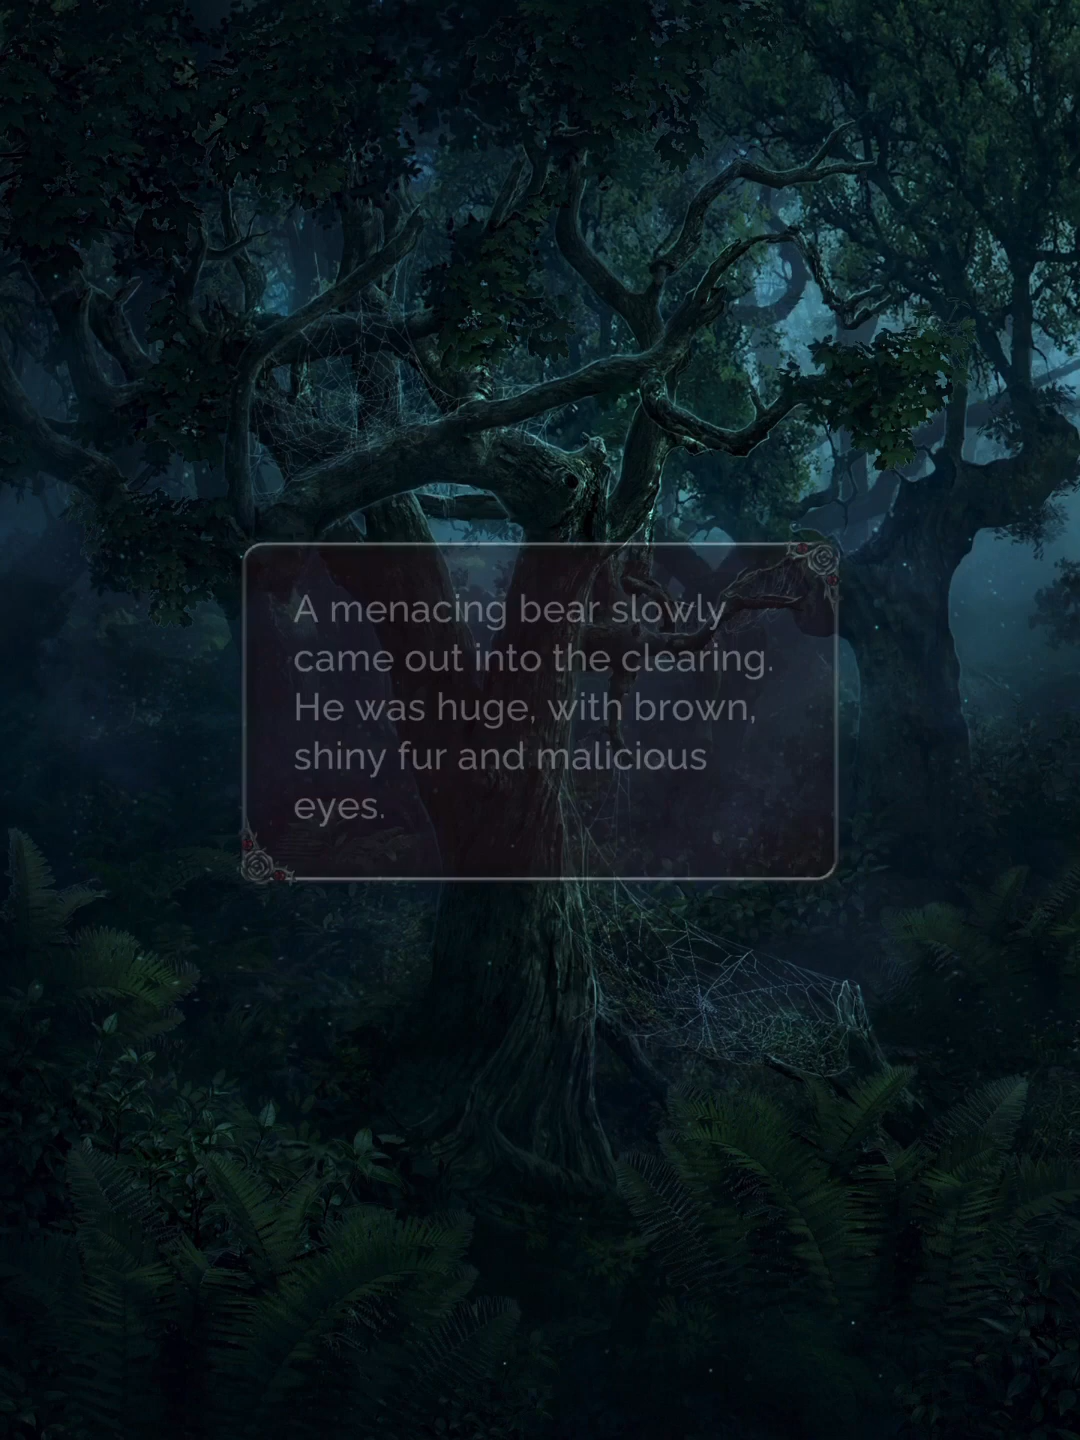 A menacing bear slowly
came out into the clearing.
He was huge, with brown,
shiny fur and malicious
eyes.